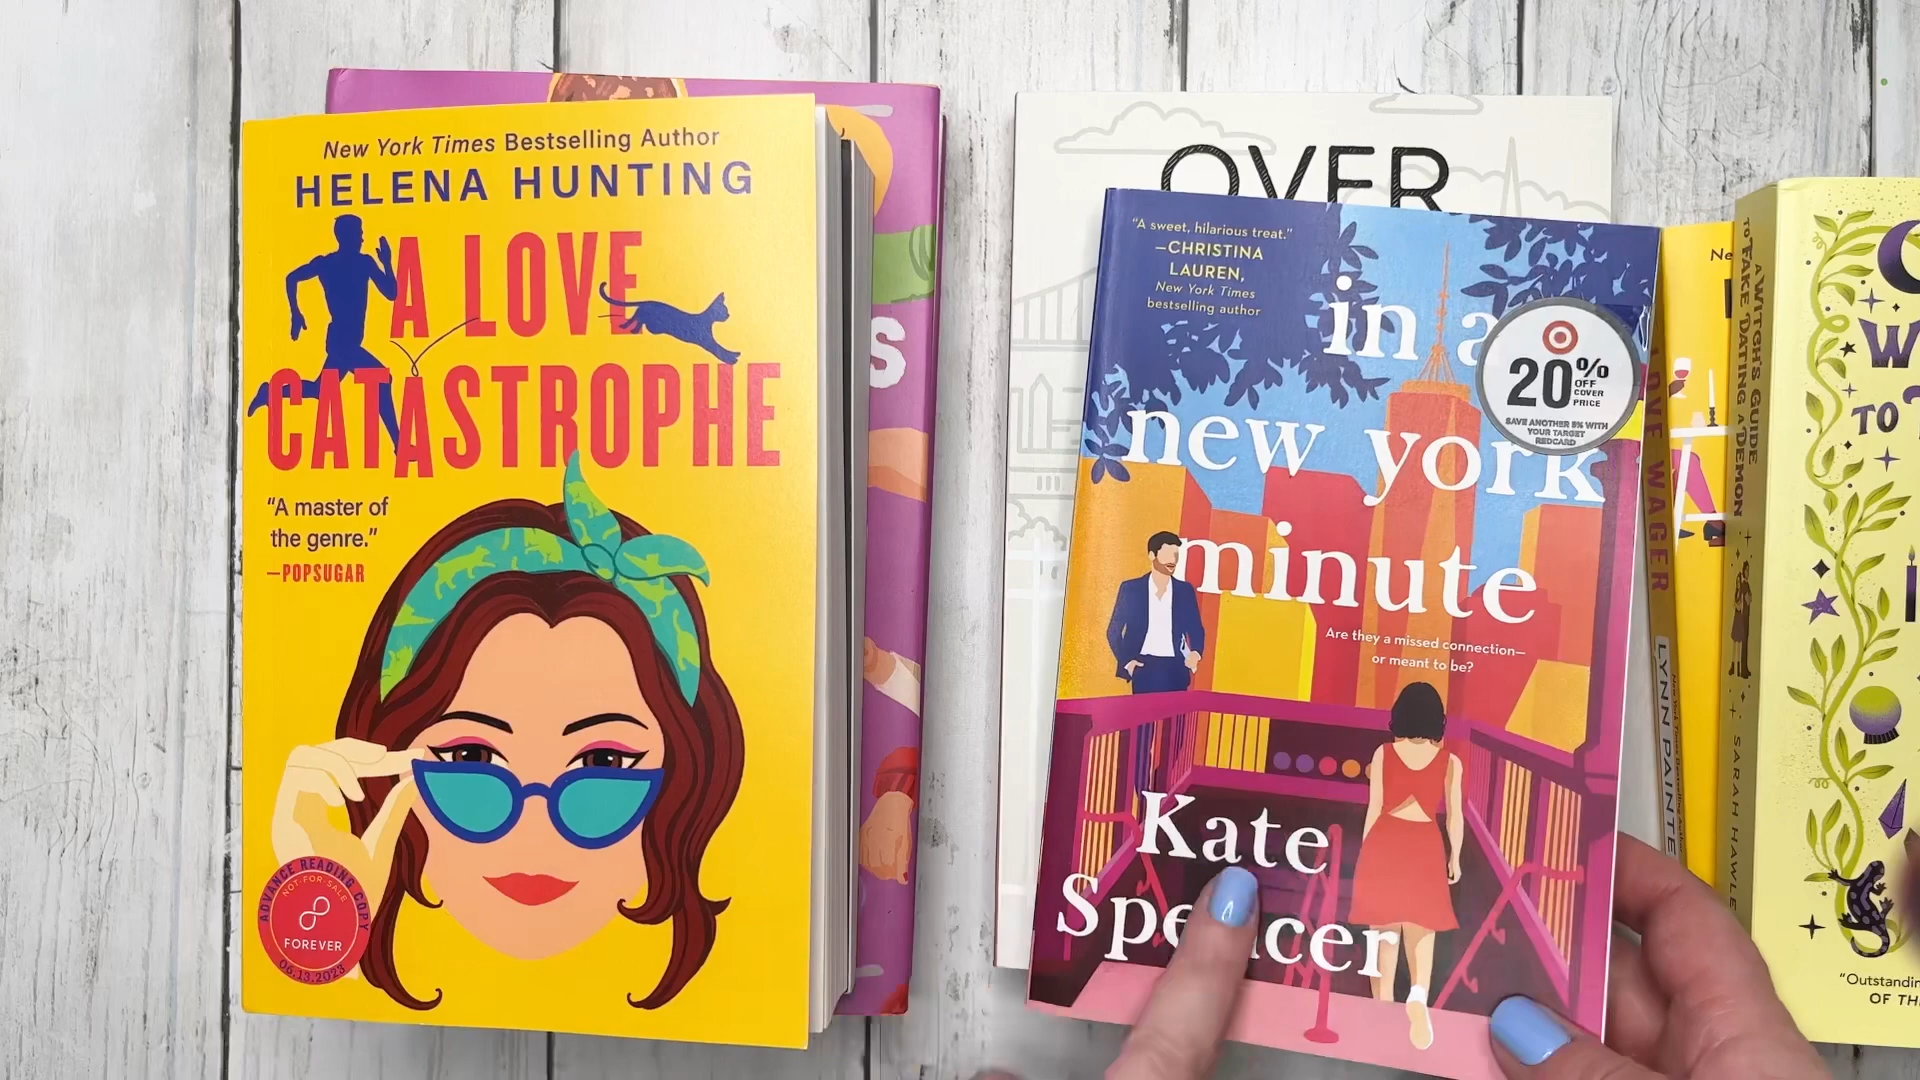 New York Times Bestselling Author
HELENA HUNTING
A LOVE
CATASTROPHE
"A master of
the genre."
—POPSUGAR
ADVANCE READING COPY
NOT-FOR-SALE
FOREVER
06.13.2023
S
OVER
"A sweet, hilarious treat."
—CHRISTINA
LAUREN,
New York Times
bestselling author
in a
new york
minute
20% OFF
COVER
PRICE
SAVE ANOTHER 5% WITH
YOUR TARGET
REDCARD
Are they a missed connection—
or meant to be?
Kate
Spencer
LOVE WAGER
LYNN PAINTE
Ne
A WITCH'S GUIDE
TO FAKE DATING A DEMON
SARAH HAWLE
W
TO
"Outstandin
OF TH